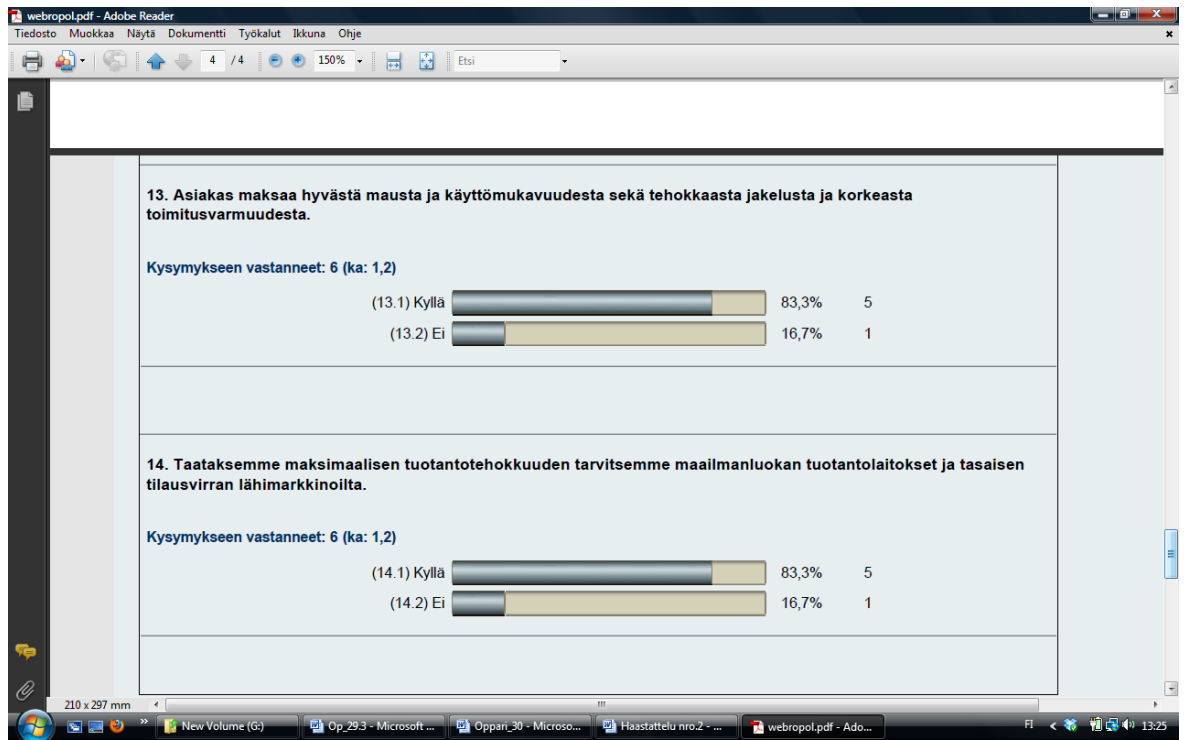 webropol.pdf - Adobe Reader
Tiedosto Muokkaa Näytä Dokumentti Työkalut Ikkuna Ohje
4 / 4 150% Etsi
13. Asiakas maksaa hyvästä mausta ja käyttömukavuudesta sekä tehokkaasta jakelusta ja korkeasta
toimitusvarmuudesta.
Kysymykseen vastanneet: 6 (ka: 1,2)
(13.1) Kyllä 83,3% 5
(13.2) Ei 16,7% 1
14. Taataksemme maksimaalisen tuotantotehokkuuden tarvitsemme maailmanluokan tuotantolaitokset ja tasaisen
tilausvirran lähimarkkinoilta.
Kysymykseen vastanneet: 6 (ka: 1,2)
(14.1) Kyllä 83,3% 5
(14.2) Ei 16,7% 1
210 x 297 mm
New Volume (G:) Op_29.3 - Microsoft ... Oppari_30 - Microso... Haastattelu nro.2 - ... webropol.pdf - Ado... FI 13:25